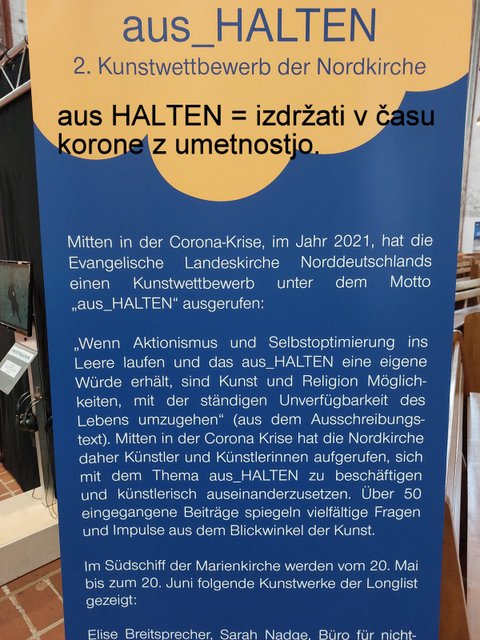 aus_HALTEN
2. Kunstwettbewerb der Nordkirche
aus HALTEN = izdržati v času
korone z umetnostjo.
Mitten in der Corona-Krise, im Jahr 2021, hat die
Evangelische Landeskirche Norddeutschlands
einen Kunstwettbewerb unter dem Motto
„aus_HALTEN“ ausgerufen:
„Wenn Aktionismus und Selbstoptimierung ins
Leere laufen und das aus_HALTEN eine eigene
Würde erhält, sind Kunst und Religion Möglich-
keiten, mit der ständigen Unverfügbarkeit des
Lebens umzugehen“ (aus dem Ausschreibungs-
text). Mitten in der Corona Krise hat die Nordkirche
daher Künstler und Künstlerinnen aufgerufen, sich
mit dem Thema aus_HALTEN zu beschäftigen
und künstlerisch auseinanderzusetzen. Über 50
eingegangene Beiträge spiegeln vielfältige Fragen
und Impulse aus dem Blickwinkel der Kunst.
Im Südschiff der Marienkirche werden vom 20. Mai
bis zum 20. Juni folgende Kunstwerke der Longlist
gezeigt:
Elise Breitsprecher, Sarah Nadge, Büro für nicht-